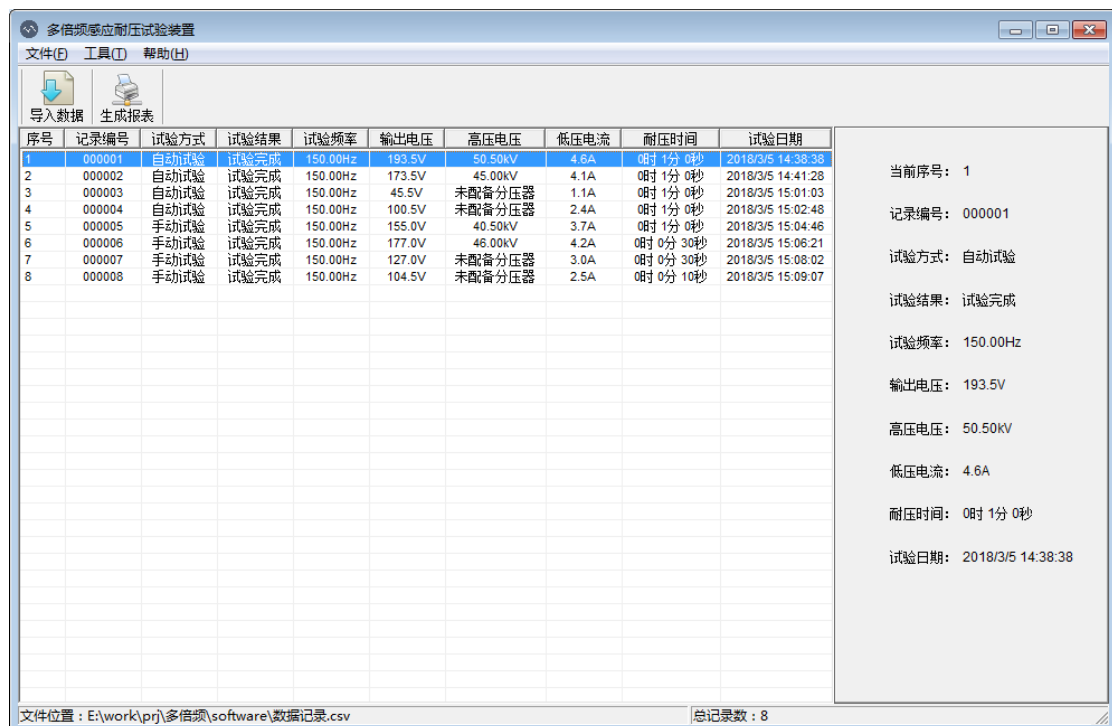 多倍频感应耐压试验装置
文件(F) 工具(T) 帮助(H)
导入数据 生成报表
序号 记录编号 试验方式 试验结果 试验频率 输出电压 高压电压 低压电流 耐压时间 试验日期
1 000001 自动试验 试验完成 150.00Hz 193.5V 50.50kV 4.6A 0时 1分 0秒 2018/3/5 14:38:38
2 000002 自动试验 试验完成 150.00Hz 173.5V 45.00kV 4.1A 0时 1分 0秒 2018/3/5 14:41:28
3 000003 自动试验 试验完成 150.00Hz 45.5V 未配备分压器 1.1A 0时 1分 0秒 2018/3/5 15:01:03
4 000004 自动试验 试验完成 150.00Hz 100.5V 未配备分压器 2.4A 0时 1分 0秒 2018/3/5 15:02:48
5 000005 手动试验 试验完成 150.00Hz 155.0V 40.50kV 3.7A 0时 1分 0秒 2018/3/5 15:04:46
6 000006 手动试验 试验完成 150.00Hz 177.0V 46.00kV 4.2A 0时 0分 30秒 2018/3/5 15:06:21
7 000007 手动试验 试验完成 150.00Hz 127.0V 未配备分压器 3.0A 0时 0分 30秒 2018/3/5 15:08:02
8 000008 手动试验 试验完成 150.00Hz 104.5V 未配备分压器 2.5A 0时 0分 10秒 2018/3/5 15:09:07
当前序号： 1
记录编号： 000001
试验方式： 自动试验
试验结果： 试验完成
试验频率： 150.00Hz
输出电压： 193.5V
高压电压： 50.50kV
低压电流： 4.6A
耐压时间： 0时 1分 0秒
试验日期： 2018/3/5 14:38:38
文件位置：E:\work\prj\多倍频\software\数据记录.csv 总记录数：8